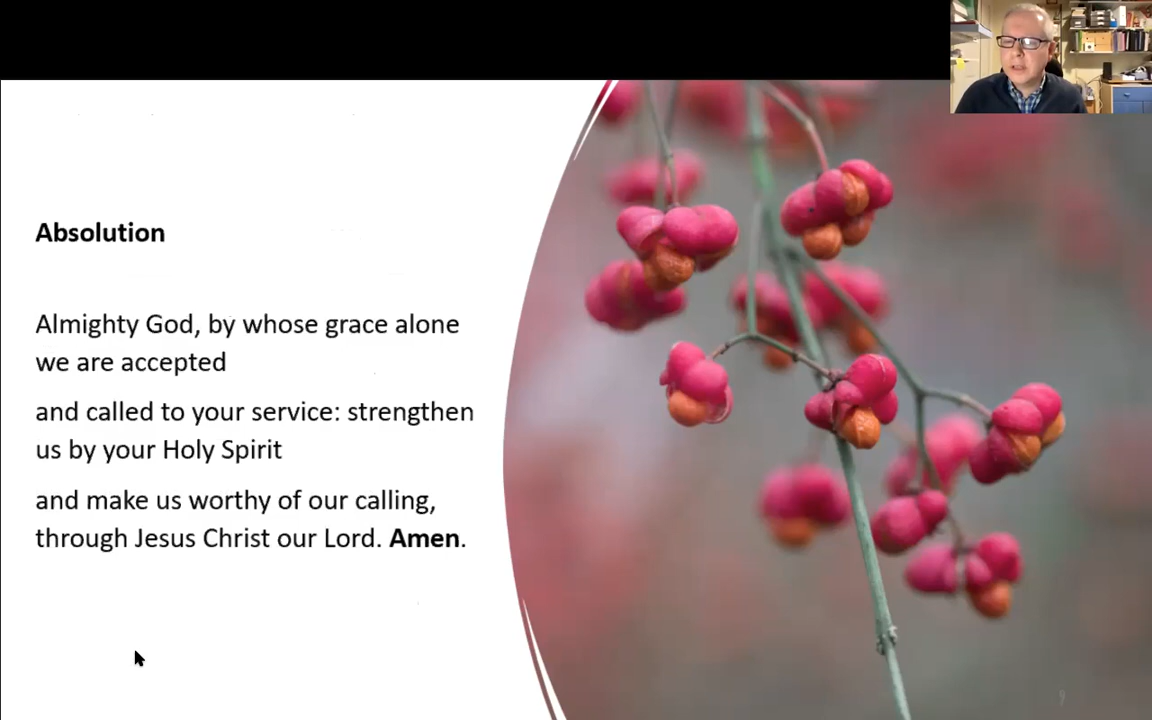 Absolution
Almighty God, by whose grace alone
we are accepted
and called to your service: strengthen
us by your Holy Spirit
and make us worthy of our calling,
through Jesus Christ our Lord. Amen.
9